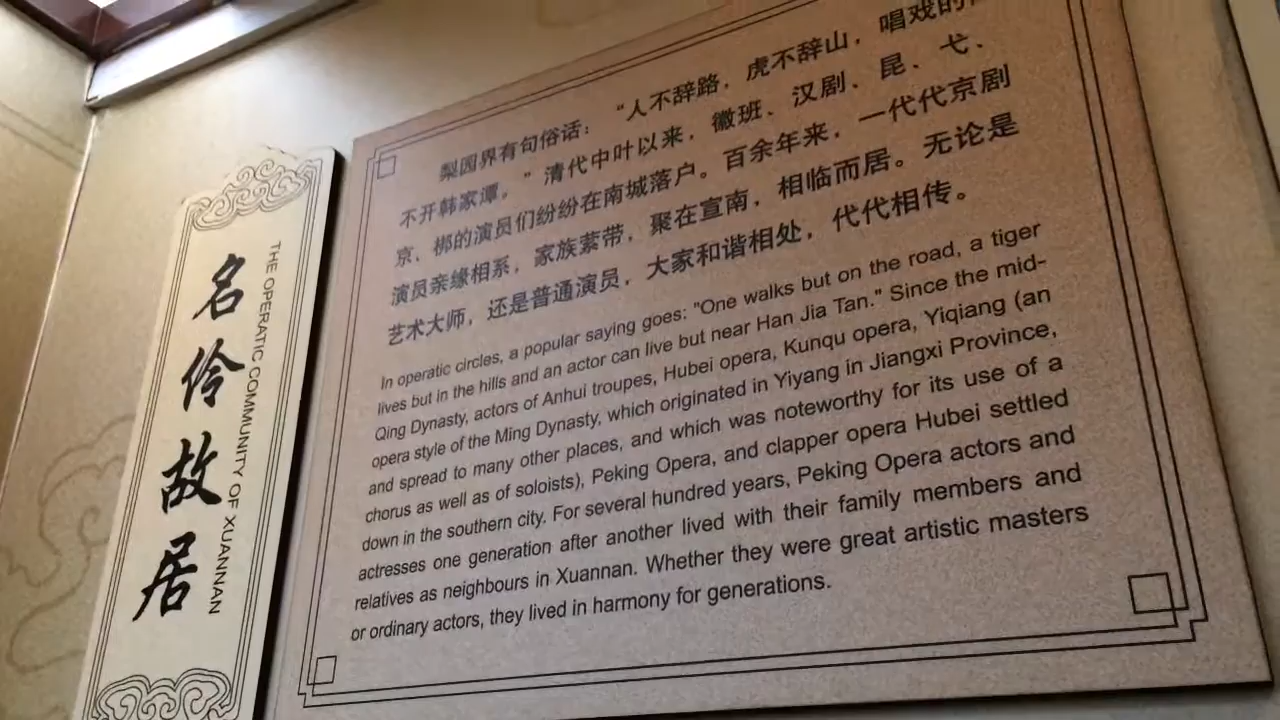 名伶故居
THE OPERATIC COMMUNITY OF XUANNAN
梨园界有句俗话：“人不辞路，虎不辞山，唱戏的
不开韩家谭。”清代中叶以来，徽班、汉剧、昆、弋、
京、梆的演员们纷纷在南城落户。百余年来，一代代京剧
演员亲缘相系，家族萦带，聚在宣南，相临而居。无论是
艺术大师，还是普通演员，大家和谐相处，代代相传。
In operatic circles, a popular saying goes: "One walks but on the road, a tiger
lives but in the hills and an actor can live but near Han Jia Tan." Since the mid-
Qing Dynasty, actors of Anhui troupes, Hubei opera, Kunqu opera, Yiqiang (an
opera style of the Ming Dynasty, which originated in Yiyang in Jiangxi Province,
and spread to many other places, and which was noteworthy for its use of a
chorus as well as of soloists), Peking Opera, and clapper opera Hubei settled
down in the southern city. For several hundred years, Peking Opera actors and
actresses one generation after another lived with their family members and
relatives as neighbours in Xuannan. Whether they were great artistic masters
or ordinary actors, they lived in harmony for generations.